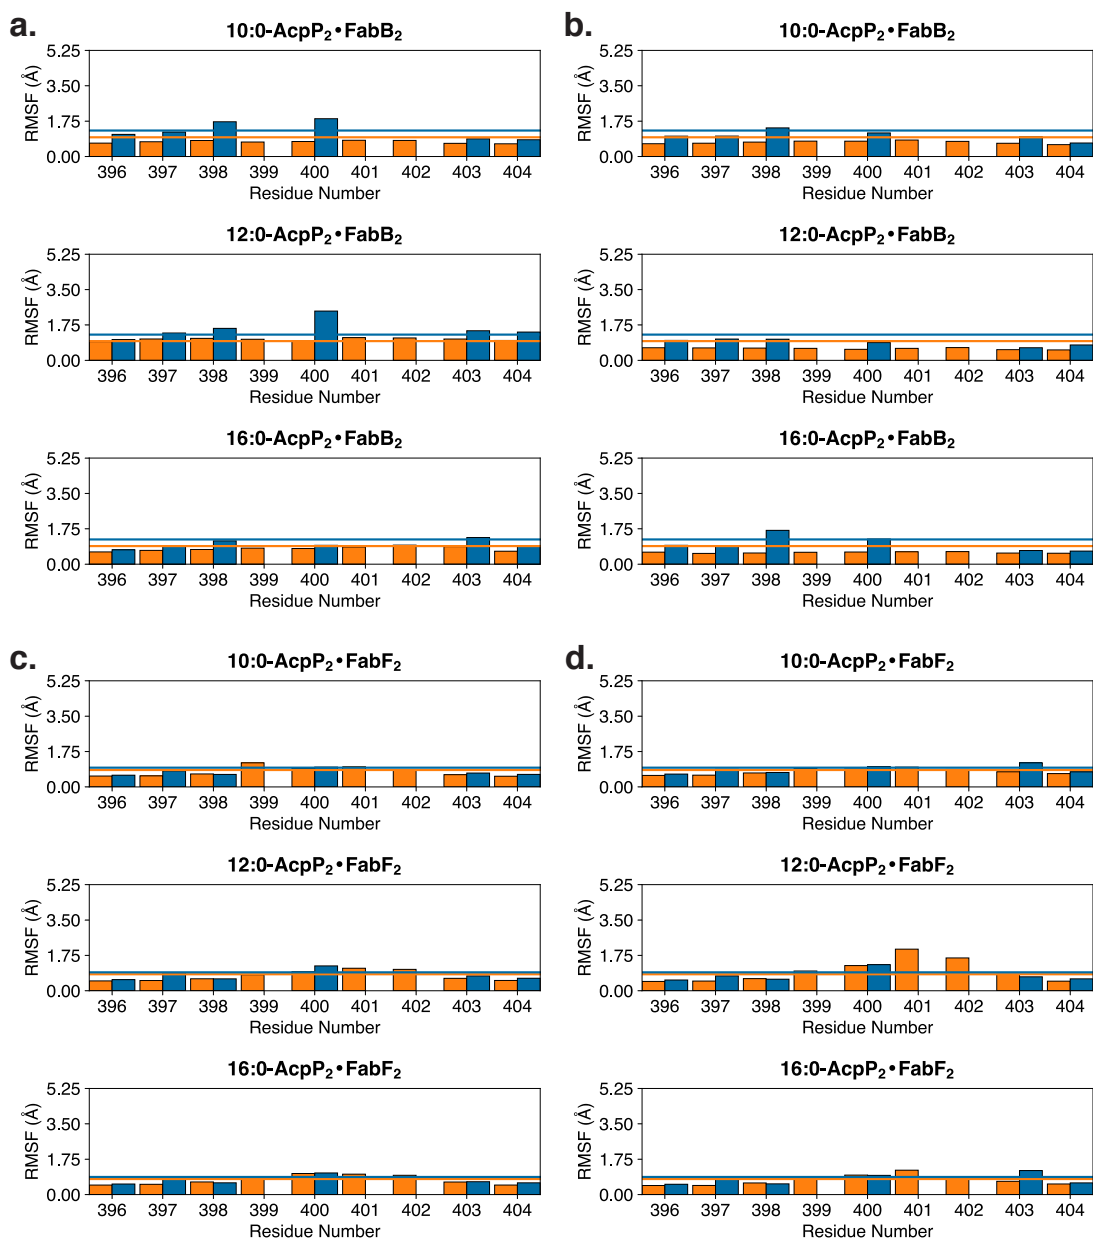 a.
10:0-AcpP₂•FabB₂
RMSF (Å)
5.25
3.50
1.75
0.00
396 397 398 399 400 401 402 403 404
Residue Number
12:0-AcpP₂•FabB₂
RMSF (Å)
5.25
3.50
1.75
0.00
396 397 398 399 400 401 402 403 404
Residue Number
16:0-AcpP₂•FabB₂
RMSF (Å)
5.25
3.50
1.75
0.00
396 397 398 399 400 401 402 403 404
Residue Number
b.
10:0-AcpP₂•FabB₂
RMSF (Å)
5.25
3.50
1.75
0.00
396 397 398 399 400 401 402 403 404
Residue Number
12:0-AcpP₂•FabB₂
RMSF (Å)
5.25
3.50
1.75
0.00
396 397 398 399 400 401 402 403 404
Residue Number
16:0-AcpP₂•FabB₂
RMSF (Å)
5.25
3.50
1.75
0.00
396 397 398 399 400 401 402 403 404
Residue Number
c.
10:0-AcpP₂•FabF₂
RMSF (Å)
5.25
3.50
1.75
0.00
396 397 398 399 400 401 402 403 404
Residue Number
12:0-AcpP₂•FabF₂
RMSF (Å)
5.25
3.50
1.75
0.00
396 397 398 399 400 401 402 403 404
Residue Number
16:0-AcpP₂•FabF₂
RMSF (Å)
5.25
3.50
1.75
0.00
396 397 398 399 400 401 402 403 404
Residue Number
d.
10:0-AcpP₂•FabF₂
RMSF (Å)
5.25
3.50
1.75
0.00
396 397 398 399 400 401 402 403 404
Residue Number
12:0-AcpP₂•FabF₂
RMSF (Å)
5.25
3.50
1.75
0.00
396 397 398 399 400 401 402 403 404
Residue Number
16:0-AcpP₂•FabF₂
RMSF (Å)
5.25
3.50
1.75
0.00
396 397 398 399 400 401 402 403 404
Residue Number